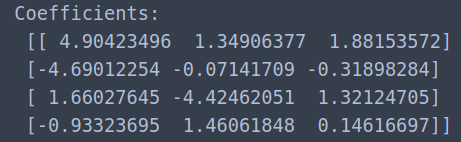 Coefficients:
[[ 4.90423496 1.34906377 1.88153572]
[-4.69012254 -0.07141709 -0.31898284]
[ 1.66027645 -4.42462051 1.32124705]
[-0.93323695 1.46061848 0.14616697]]